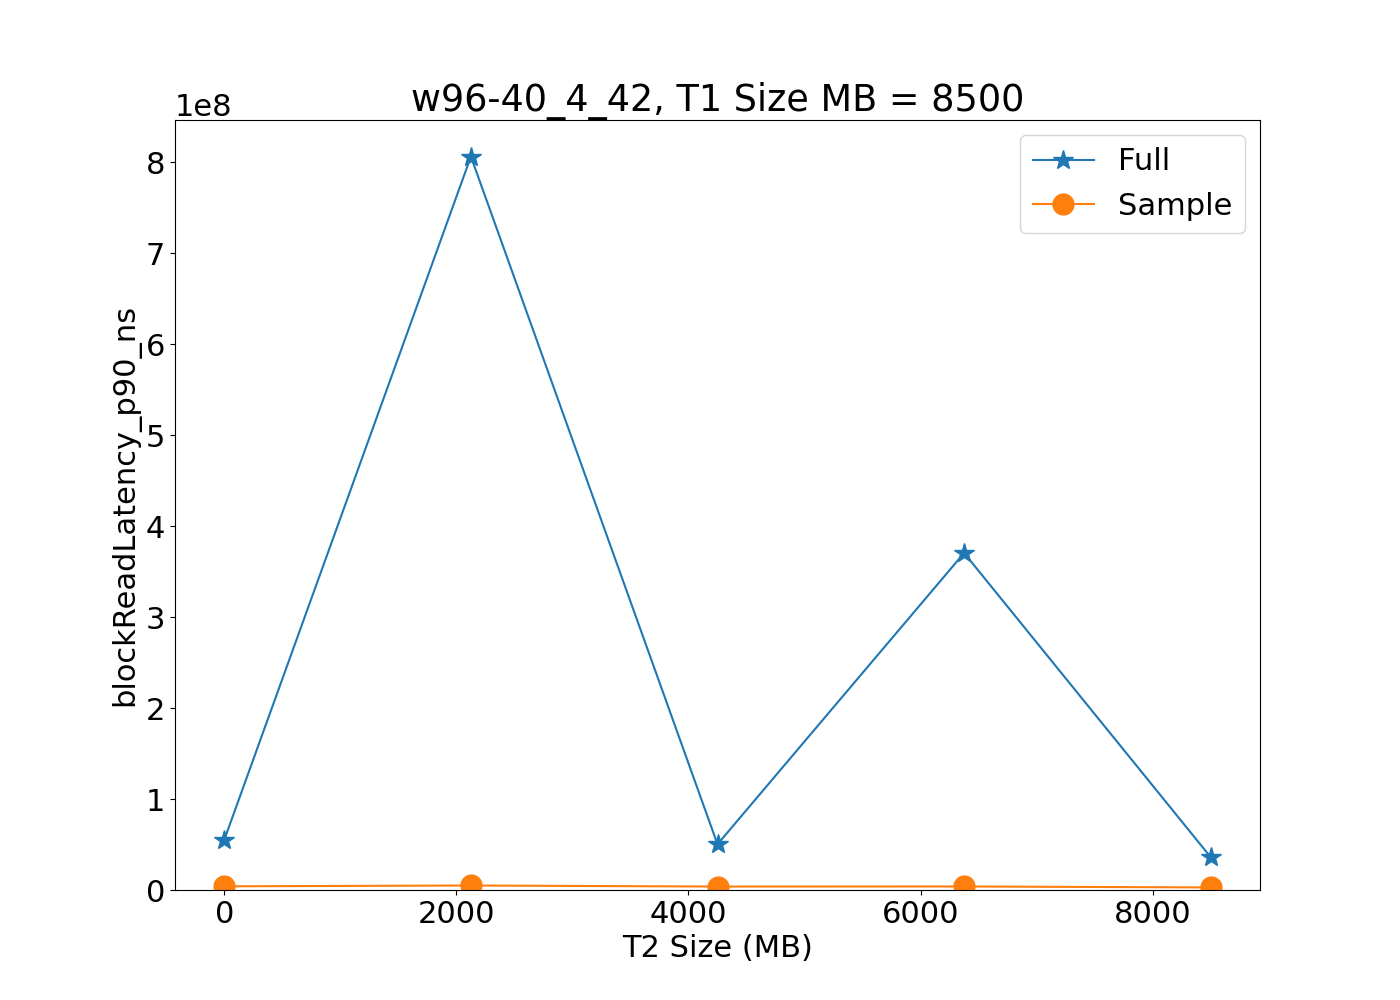 w96-40_4_42, T1 Size MB = 8500
1e8
Full
Sample
8
7
6
5
4
3
2
1
0
blockReadLatency_p90_ns
0 2000 4000 6000 8000
T2 Size (MB)